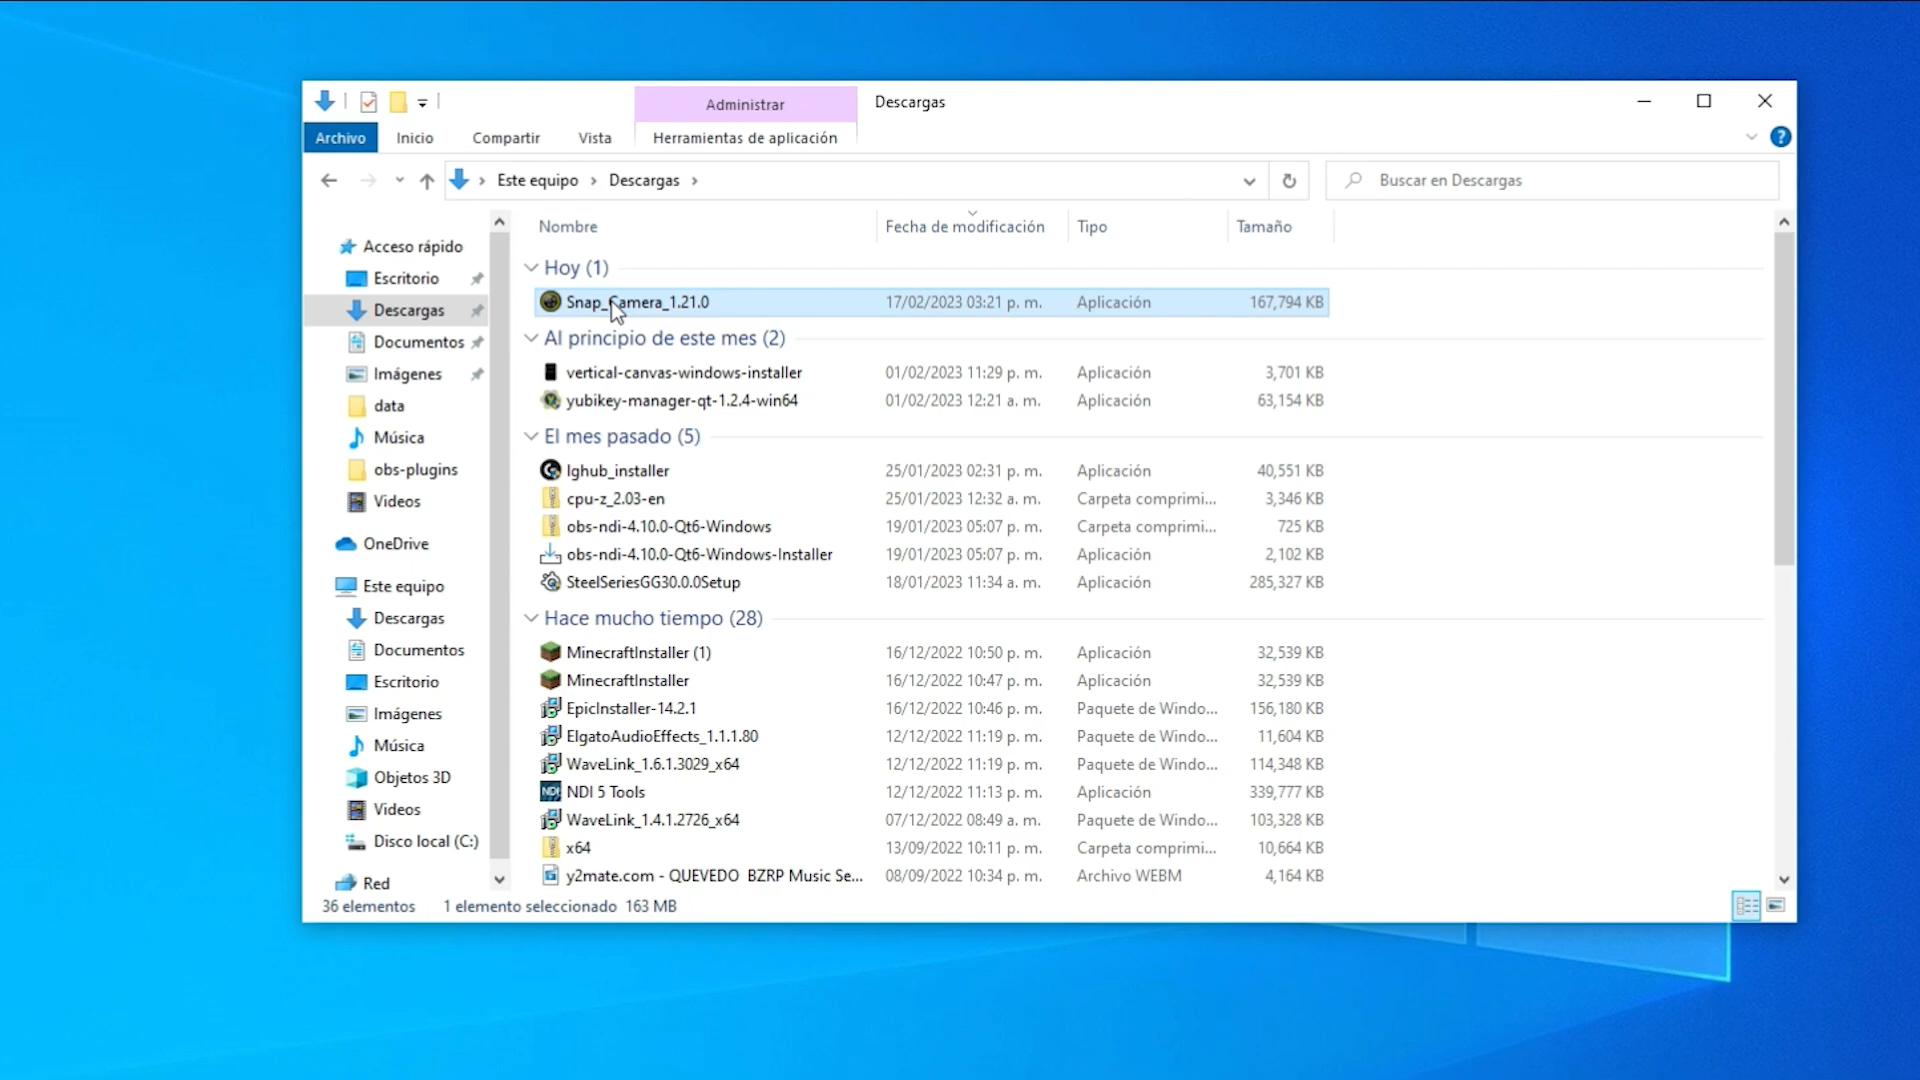 Administrar
Descargas
Archivo
Inicio
Compartir
Vista
Herramientas de aplicación
?
Este equipo
Descargas
Buscar en Descargas
Nombre
Fecha de modificación
Tipo
Tamaño
Acceso rápido
Escritorio
Descargas
Documentos
Imágenes
data
Música
obs-plugins
Videos
OneDrive
Este equipo
Descargas
Documentos
Escritorio
Imágenes
Música
Objetos 3D
Videos
Disco local (C:)
Red
Hoy (1)
Snap_Camera_1.21.0 17/02/2023 03:21 p. m. Aplicación 167,794 KB
Al principio de este mes (2)
vertical-canvas-windows-installer 01/02/2023 11:29 p. m. Aplicación 3,701 KB
yubikey-manager-qt-1.2.4-win64 01/02/2023 12:21 a. m. Aplicación 63,154 KB
El mes pasado (5)
lghub_installer 25/01/2023 02:31 p. m. Aplicación 40,551 KB
cpu-z_2.03-en 25/01/2023 12:32 a. m. Carpeta comprimi... 3,346 KB
obs-ndi-4.10.0-Qt6-Windows 19/01/2023 05:07 p. m. Carpeta comprimi... 725 KB
obs-ndi-4.10.0-Qt6-Windows-Installer 19/01/2023 05:07 p. m. Aplicación 2,102 KB
SteelSeriesGG30.0.0Setup 18/01/2023 11:34 a. m. Aplicación 285,327 KB
Hace mucho tiempo (28)
MinecraftInstaller (1) 16/12/2022 10:50 p. m. Aplicación 32,539 KB
MinecraftInstaller 16/12/2022 10:47 p. m. Aplicación 32,539 KB
EpicInstaller-14.2.1 16/12/2022 10:46 p. m. Paquete de Windo... 156,180 KB
ElgatoAudioEffects_1.1.1.80 12/12/2022 11:19 p. m. Paquete de Windo... 11,604 KB
WaveLink_1.6.1.3029_x64 12/12/2022 11:19 p. m. Paquete de Windo... 114,348 KB
NDI NDI 5 Tools 12/12/2022 11:13 p. m. Aplicación 339,777 KB
WaveLink_1.4.1.2726_x64 07/12/2022 08:49 a. m. Paquete de Windo... 103,328 KB
x64 13/09/2022 10:11 p. m. Carpeta comprimi... 10,664 KB
y2mate.com - QUEVEDO BZRP Music Se... 08/09/2022 10:34 p. m. Archivo WEBM 4,164 KB
36 elementos
1 elemento seleccionado 163 MB